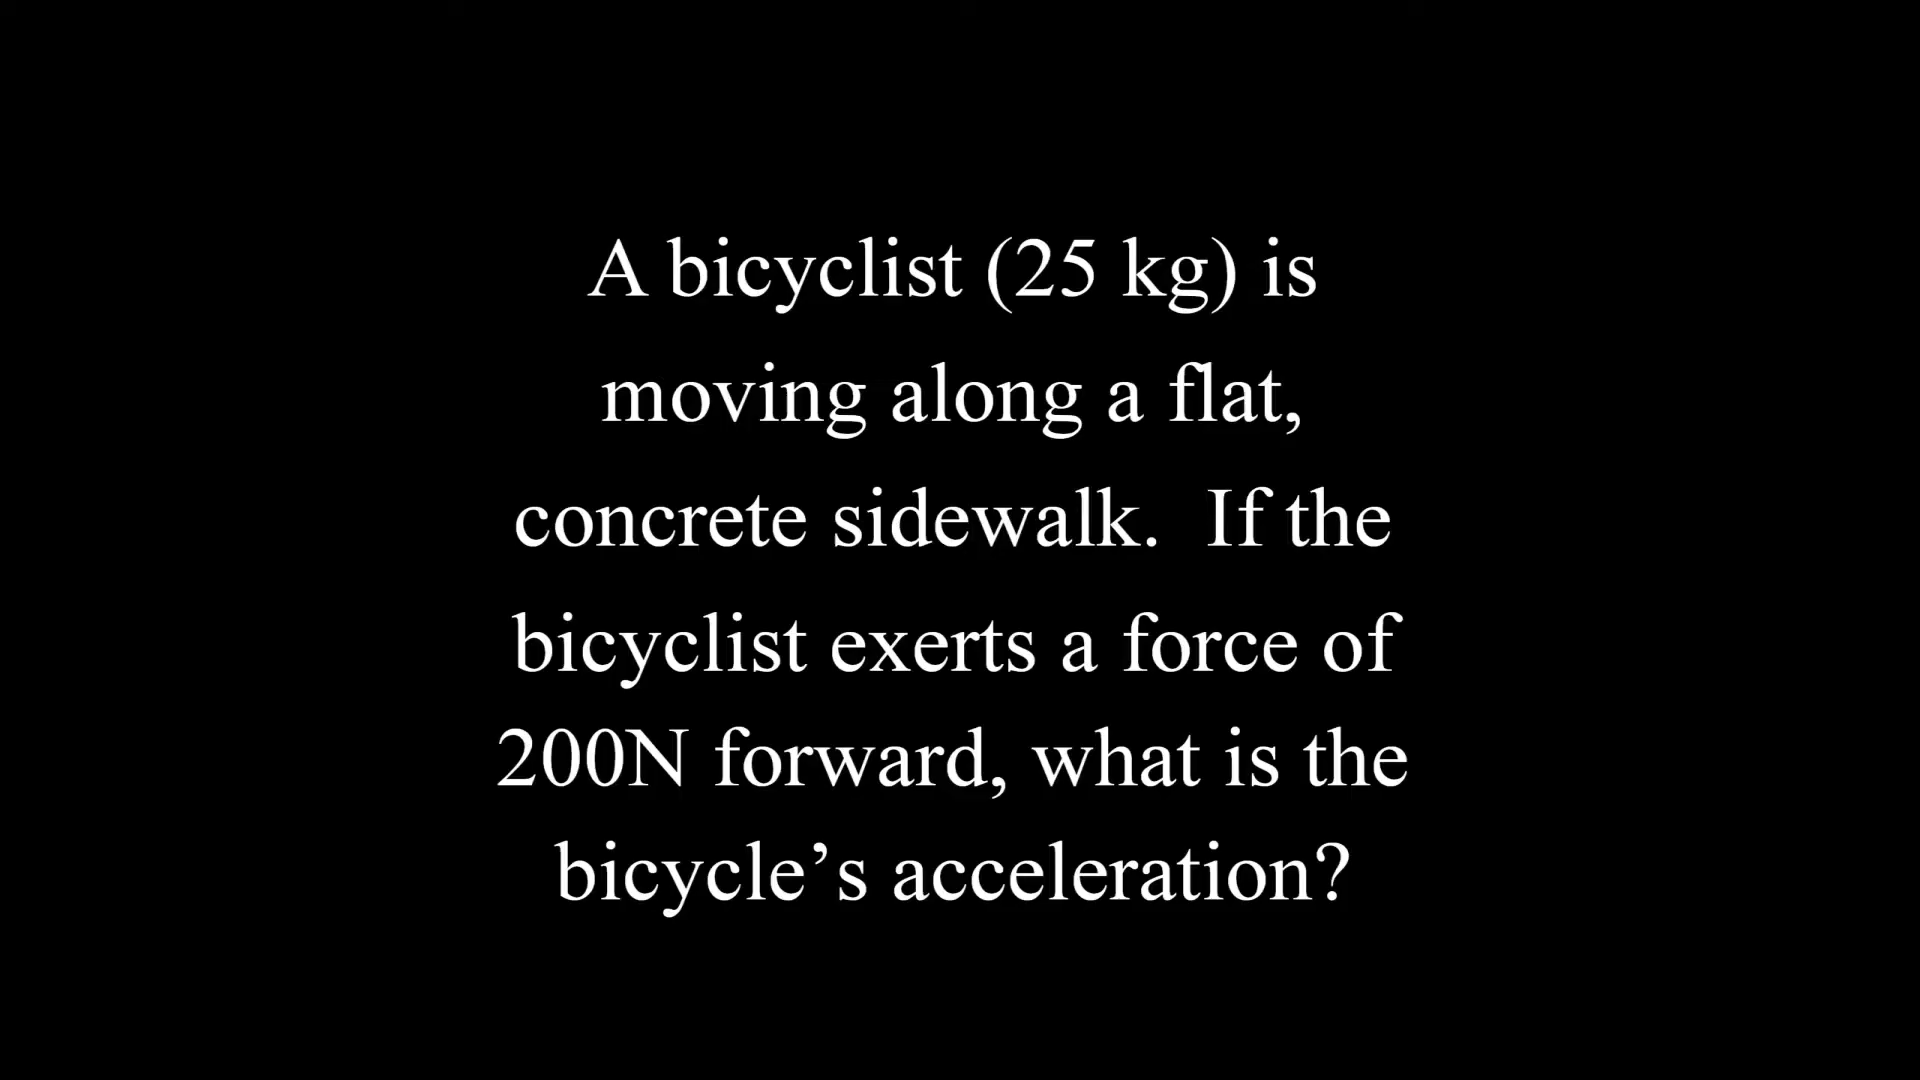 A bicyclist (25 kg) is
moving along a flat,
concrete sidewalk.  If the
bicyclist exerts a force of
200N forward, what is the
bicycle’s acceleration?